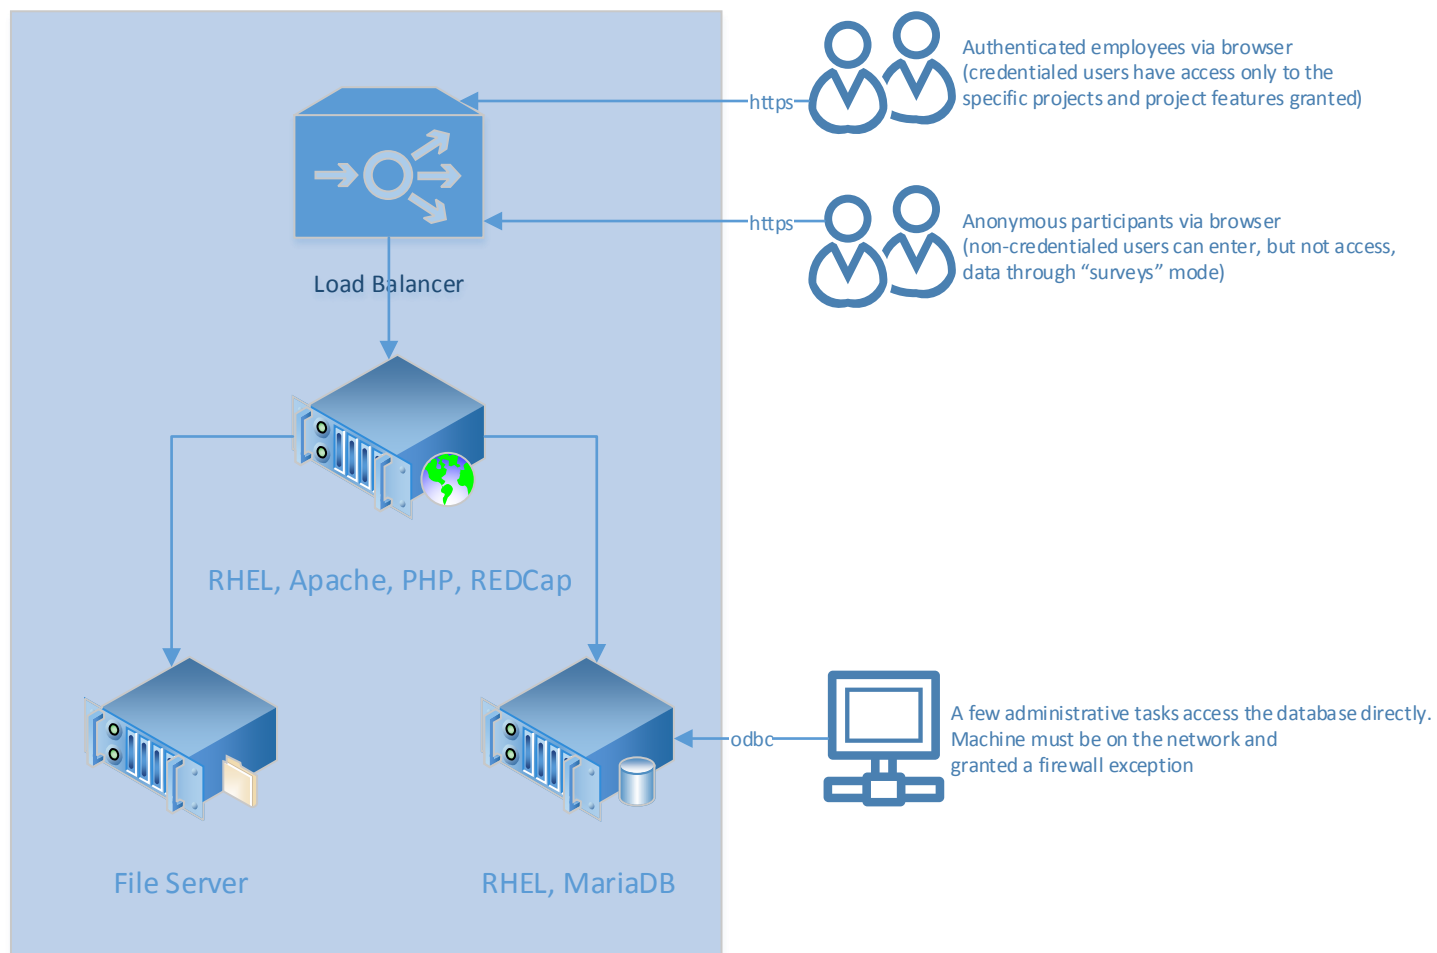 https
Authenticated employees via browser
(credentialed users have access only to the
specific projects and project features granted)
https
Anonymous participants via browser
(non-credentialed users can enter, but not access,
data through “surveys” mode)
Load Balancer
RHEL, Apache, PHP, REDCap
odbc
A few administrative tasks access the database directly.
Machine must be on the network and
granted a firewall exception
File Server
RHEL, MariaDB